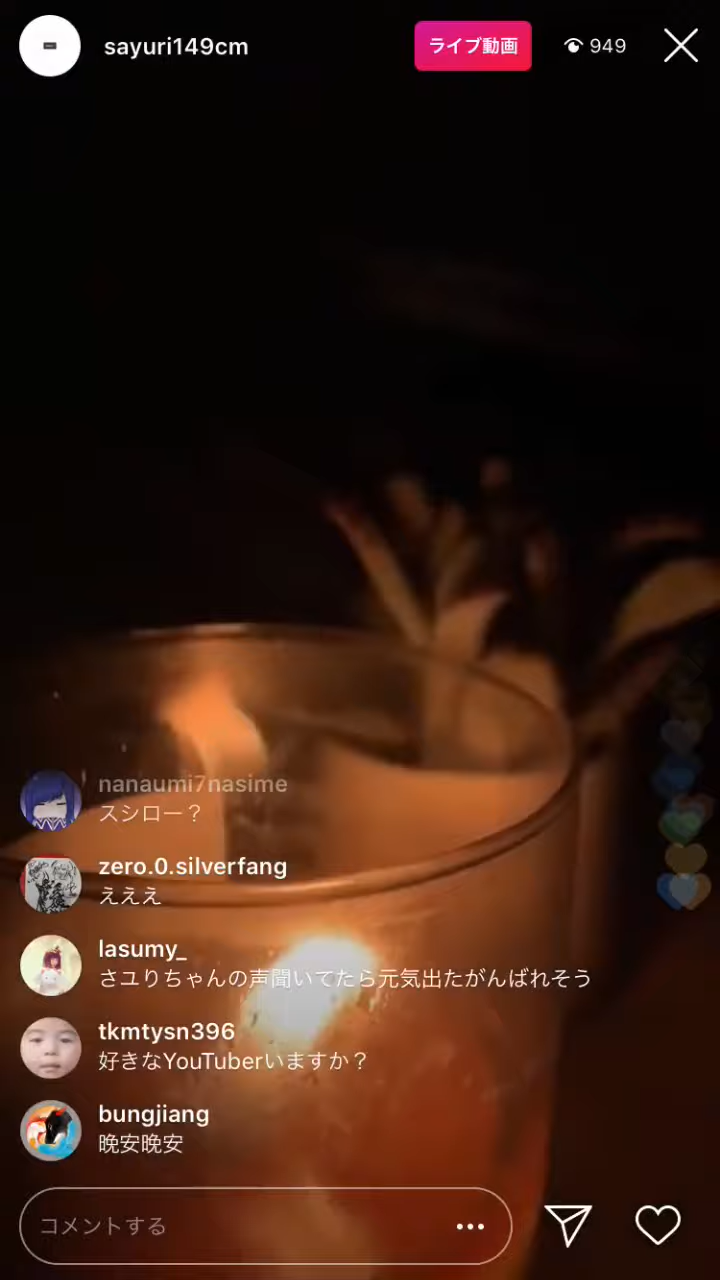 sayuri149cm
ライブ動画
949
nanaumi7nasime
スシロー？
zero.0.silverfang
えええ
lasumy_
さユりちゃんの声聞いてたら元気出たがんばれそう
tkmtysn396
好きなYouTuberいますか？
bungjiang
晚安晚安
コメントする